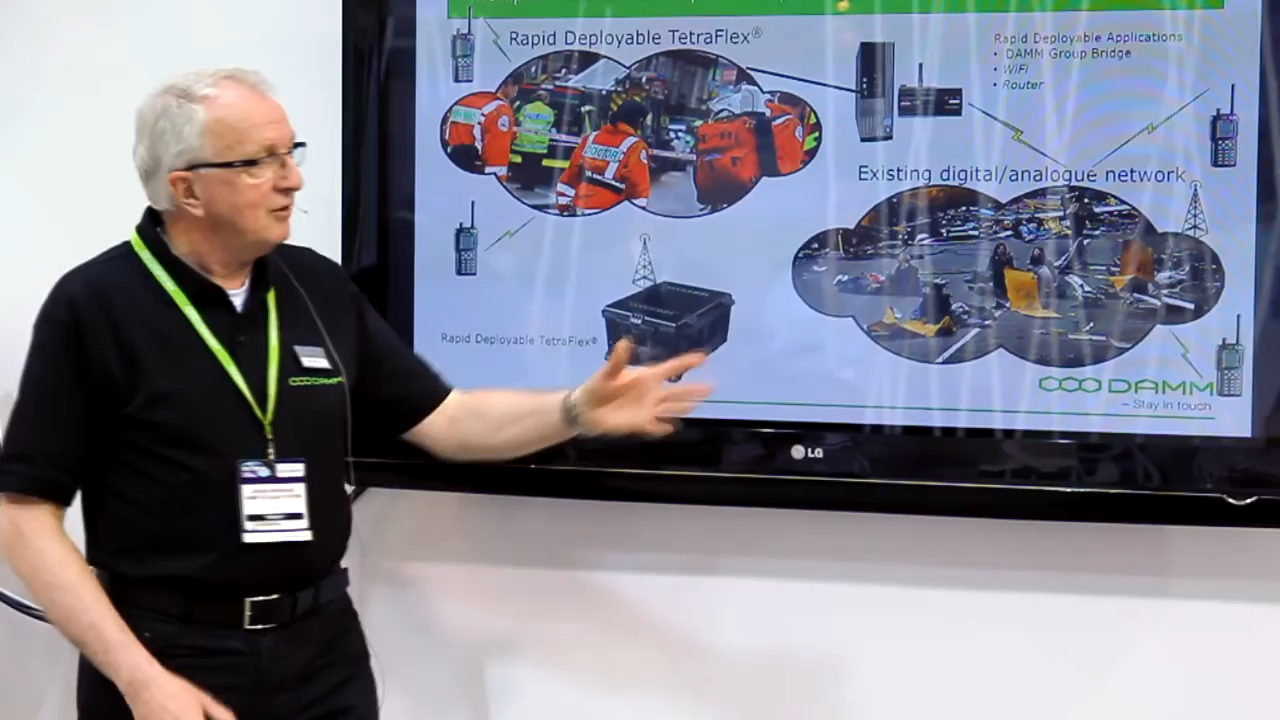 Rapid Deployable TetraFlex®
Rapid Deployable Applications
• DAMM Group Bridge
• WiFi
• Router
DOCTOR
Existing digital/analogue network
Rapid Deployable TetraFlex®
DAMM
– Stay in touch
LG
DAMM